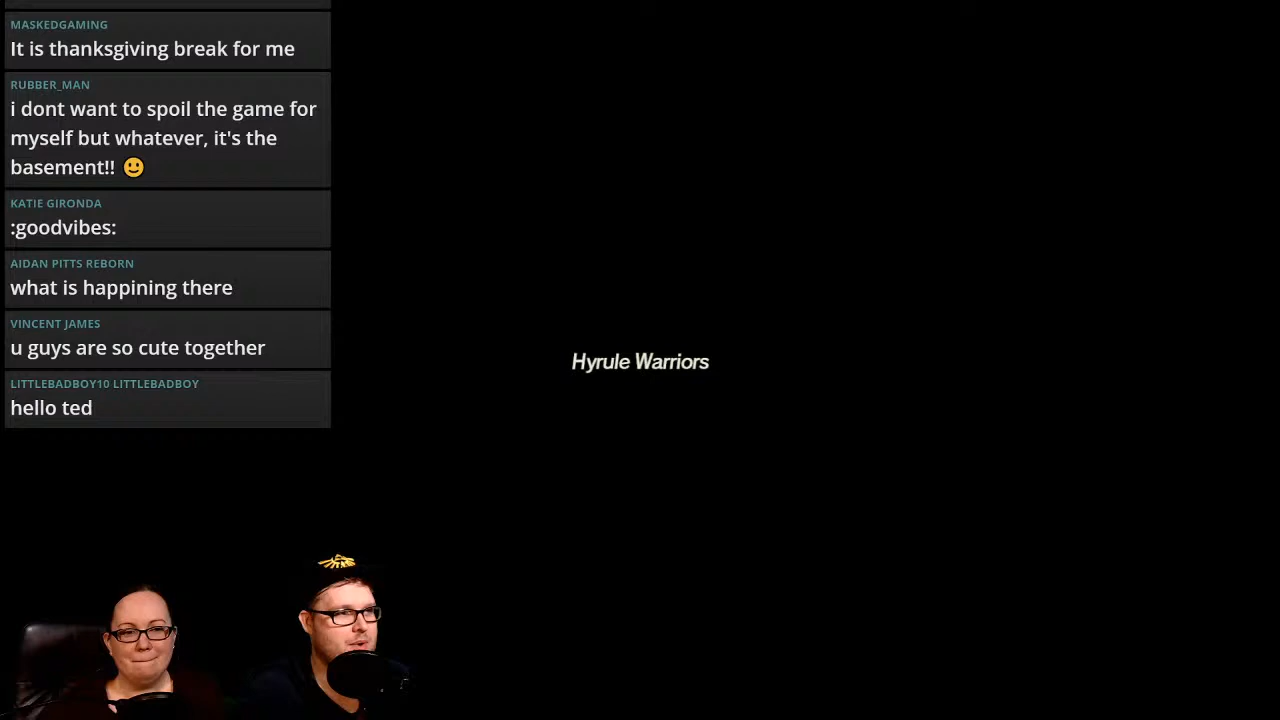 MASKEDGAMING
It is thanksgiving break for me
RUBBER_MAN
i dont want to spoil the game for
myself but whatever, it's the
basement!! 🙂
KATIE GIRONDA
:goodvibes:
AIDAN PITTS REBORN
what is happining there
VINCENT JAMES
u guys are so cute together
LITTLEBADBOY10 LITTLEBADBOY
hello ted
Hyrule Warriors